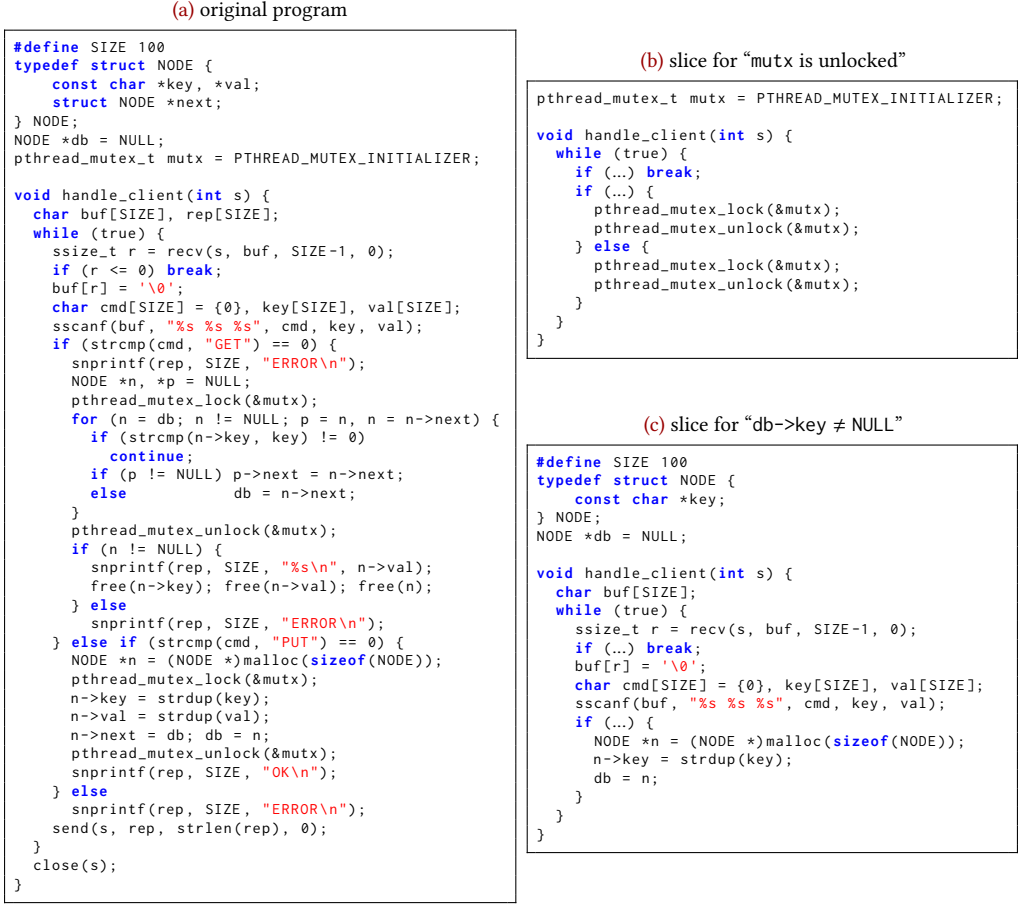 (a) original program
#define SIZE 100
typedef struct NODE {
    const char *key, *val;
    struct NODE *next;
} NODE;
NODE *db = NULL;
pthread_mutex_t mutx = PTHREAD_MUTEX_INITIALIZER;

void handle_client(int s) {
  char buf[SIZE], rep[SIZE];
  while (true) {
    ssize_t r = recv(s, buf, SIZE-1, 0);
    if (r <= 0) break;
    buf[r] = '\0';
    char cmd[SIZE] = {0}, key[SIZE], val[SIZE];
    sscanf(buf, "%s %s %s", cmd, key, val);
    if (strcmp(cmd, "GET") == 0) {
      snprintf(rep, SIZE, "ERROR\n");
      NODE *n, *p = NULL;
      pthread_mutex_lock(&mutx);
      for (n = db; n != NULL; p = n, n = n->next) {
        if (strcmp(n->key, key) != 0)
          continue;
        if (p != NULL) p->next = n->next;
        else           db = n->next;
      }
      pthread_mutex_unlock(&mutx);
      if (n != NULL) {
        snprintf(rep, SIZE, "%s\n", n->val);
        free(n->key); free(n->val); free(n);
      } else
        snprintf(rep, SIZE, "ERROR\n");
    } else if (strcmp(cmd, "PUT") == 0) {
      NODE *n = (NODE *)malloc(sizeof(NODE));
      pthread_mutex_lock(&mutx);
      n->key = strdup(key);
      n->val = strdup(val);
      n->next = db; db = n;
      pthread_mutex_unlock(&mutx);
      snprintf(rep, SIZE, "OK\n");
    } else
      snprintf(rep, SIZE, "ERROR\n");
    send(s, rep, strlen(rep), 0);
  }
  close(s);
}
(b) slice for “mutx is unlocked”
pthread_mutex_t mutx = PTHREAD_MUTEX_INITIALIZER;

void handle_client(int s) {
  while (true) {
    if (...) break;
    if (...) {
      pthread_mutex_lock(&mutx);
      pthread_mutex_unlock(&mutx);
    } else {
      pthread_mutex_lock(&mutx);
      pthread_mutex_unlock(&mutx);
    }
  }
}
(c) slice for “db->key ≠ NULL”
#define SIZE 100
typedef struct NODE {
    const char *key;
} NODE;
NODE *db = NULL;

void handle_client(int s) {
  char buf[SIZE];
  while (true) {
    ssize_t r = recv(s, buf, SIZE-1, 0);
    if (...) break;
    buf[r] = '\0';
    char cmd[SIZE] = {0}, key[SIZE], val[SIZE];
    sscanf(buf, "%s %s %s", cmd, key, val);
    if (...) {
      NODE *n = (NODE *)malloc(sizeof(NODE));
      n->key = strdup(key);
      db = n;
    }
  }
}